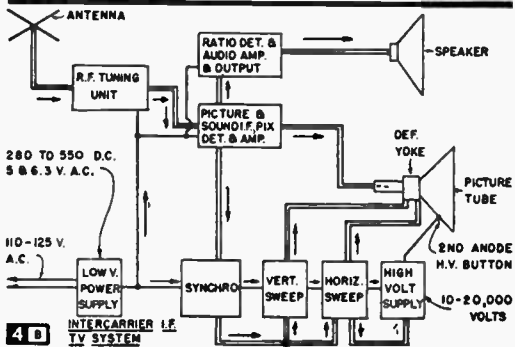 ANTENNA
RATIO DET. &
AUDIO AMP.
& OUTPUT
SPEAKER
R.F. TUNING
UNIT
PICTURE &
SOUND I.F., PIX
DET. & AMP.
DEF.
YOKE
280 TO 550 D.C.
5 & 6.3 V. A.C.
PICTURE
TUBE
110-125 V.
A.C.
2ND ANODE
H.V. BUTTON
LOW V.
POWER
SUPPLY
SYNCHRO
VERT.
SWEEP
HORIZ.
SWEEP
HIGH
VOLT
SUPPLY
10-20,000
VOLTS
4 B
INTERCARRIER I.F.
TV SYSTEM